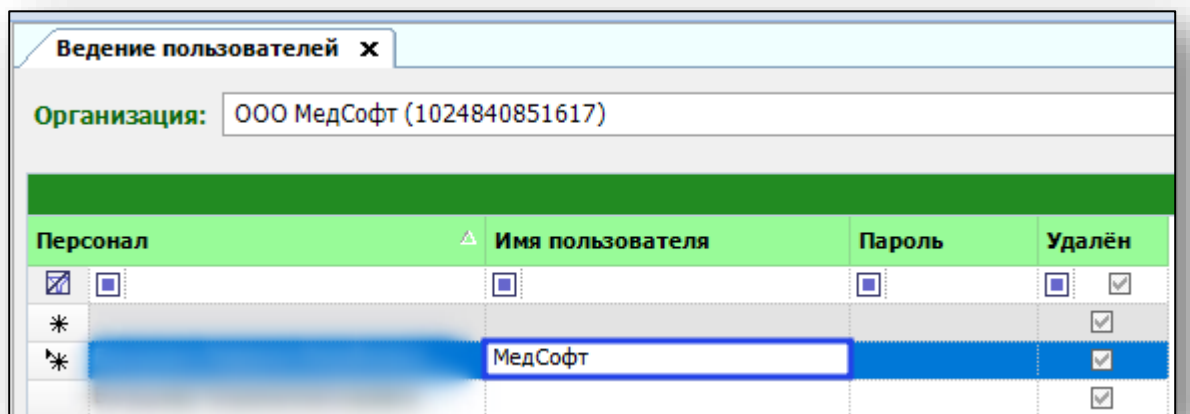 Ведение пользователей x
Организация: ООО МедСофт (1024840851617)
Персонал Имя пользователя Пароль Удалён
МедСофт